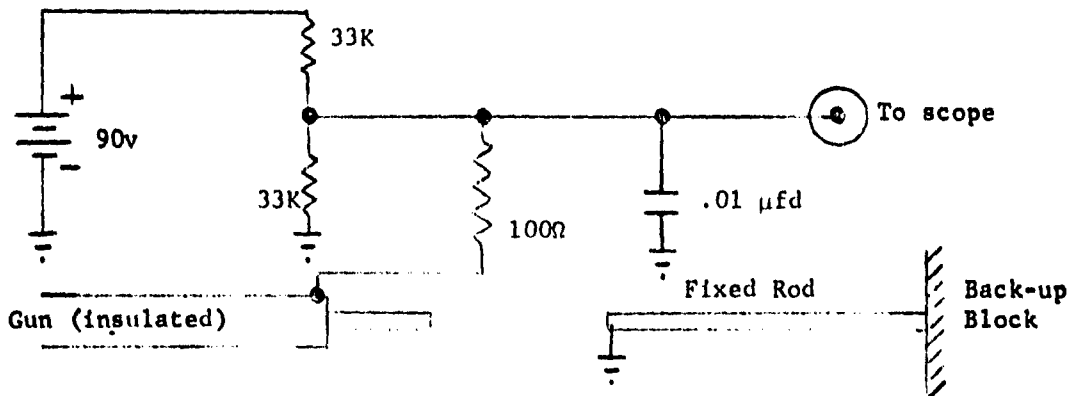 33K
+
90v
-
To scope
33K
.01 µfd
100Ω
Fixed Rod
Back-up
Block
Gun (insulated)